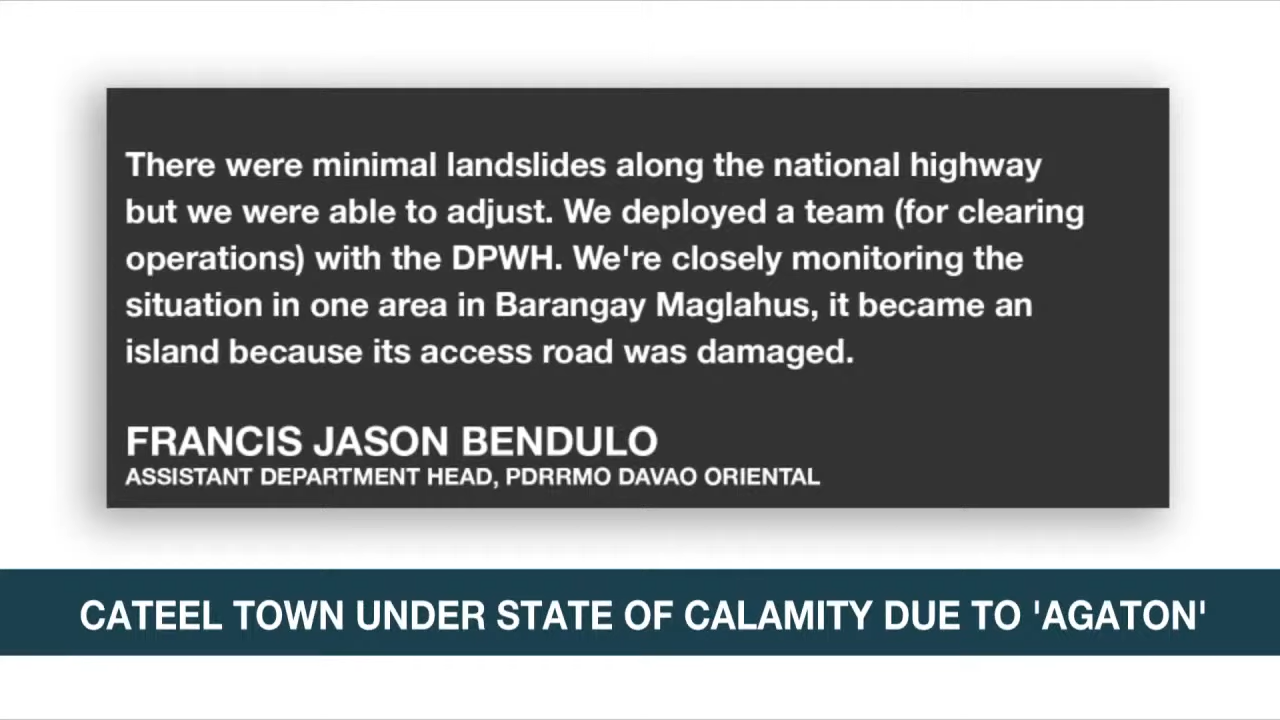 There were minimal landslides along the national highway
but we were able to adjust. We deployed a team (for clearing
operations) with the DPWH. We're closely monitoring the
situation in one area in Barangay Maglahus, it became an
island because its access road was damaged.
FRANCIS JASON BENDULO
ASSISTANT DEPARTMENT HEAD, PDRRMO DAVAO ORIENTAL
CATEEL TOWN UNDER STATE OF CALAMITY DUE TO 'AGATON'